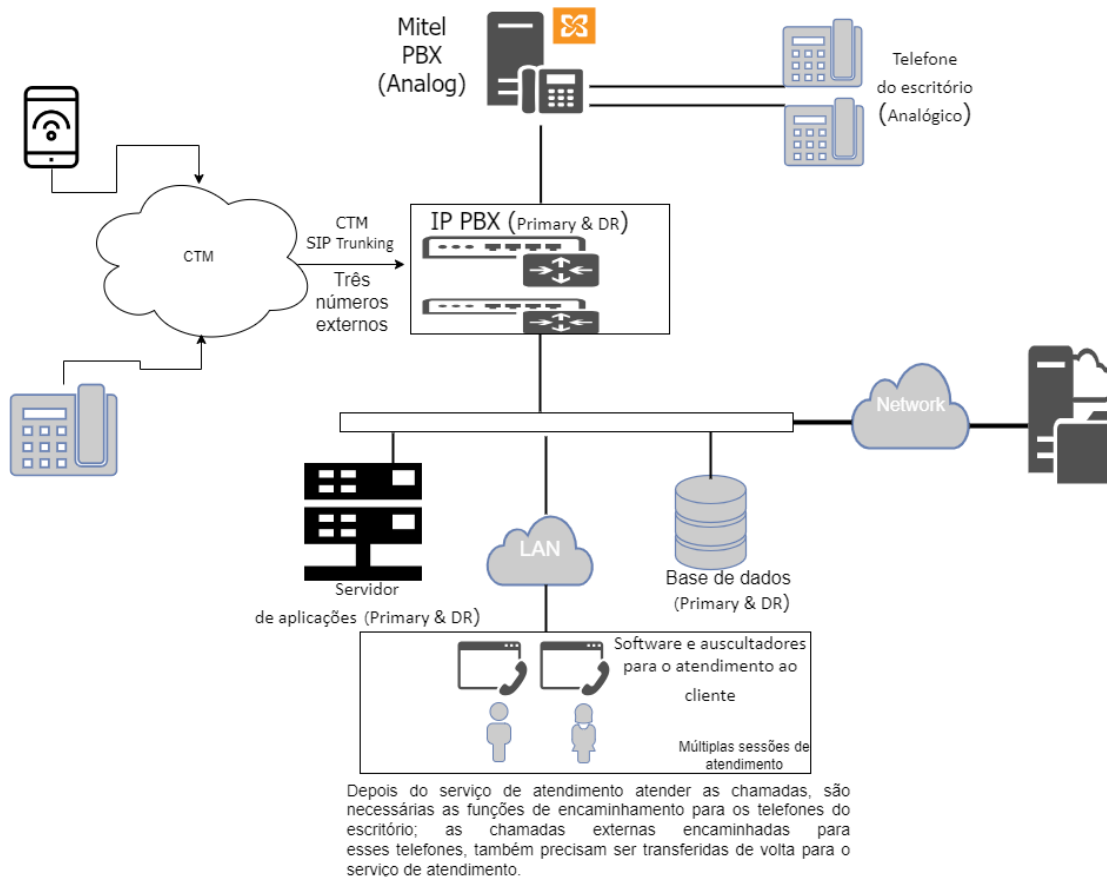 Mitel
PBX
(Analog)
Telefone
do escritório
(Analógico)
CTM
CTM
SIP Trunking
Três
números
externos
IP PBX (Primary & DR)
Network
LAN
Servidor
de aplicações (Primary & DR)
Base de dados
(Primary & DR)
Software e auscultadores
para o atendimento ao
cliente
Múltiplas sessões de
atendimento
Depois do serviço de atendimento atender as chamadas, são
necessárias as funções de encaminhamento para os telefones do
escritório; as chamadas externas encaminhadas para
esses telefones, também precisam ser transferidas de volta para o
serviço de atendimento.